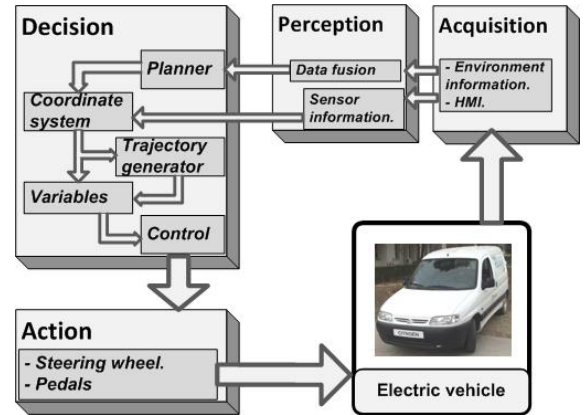 Decision
Planner
Coordinate
system
Trajectory
generator
Variables
Control
Perception
Data fusion
Sensor
information.
Acquisition
- Environment
information.
- HMI.
Action
- Steering wheel.
- Pedals
CITROËN
Electric vehicle